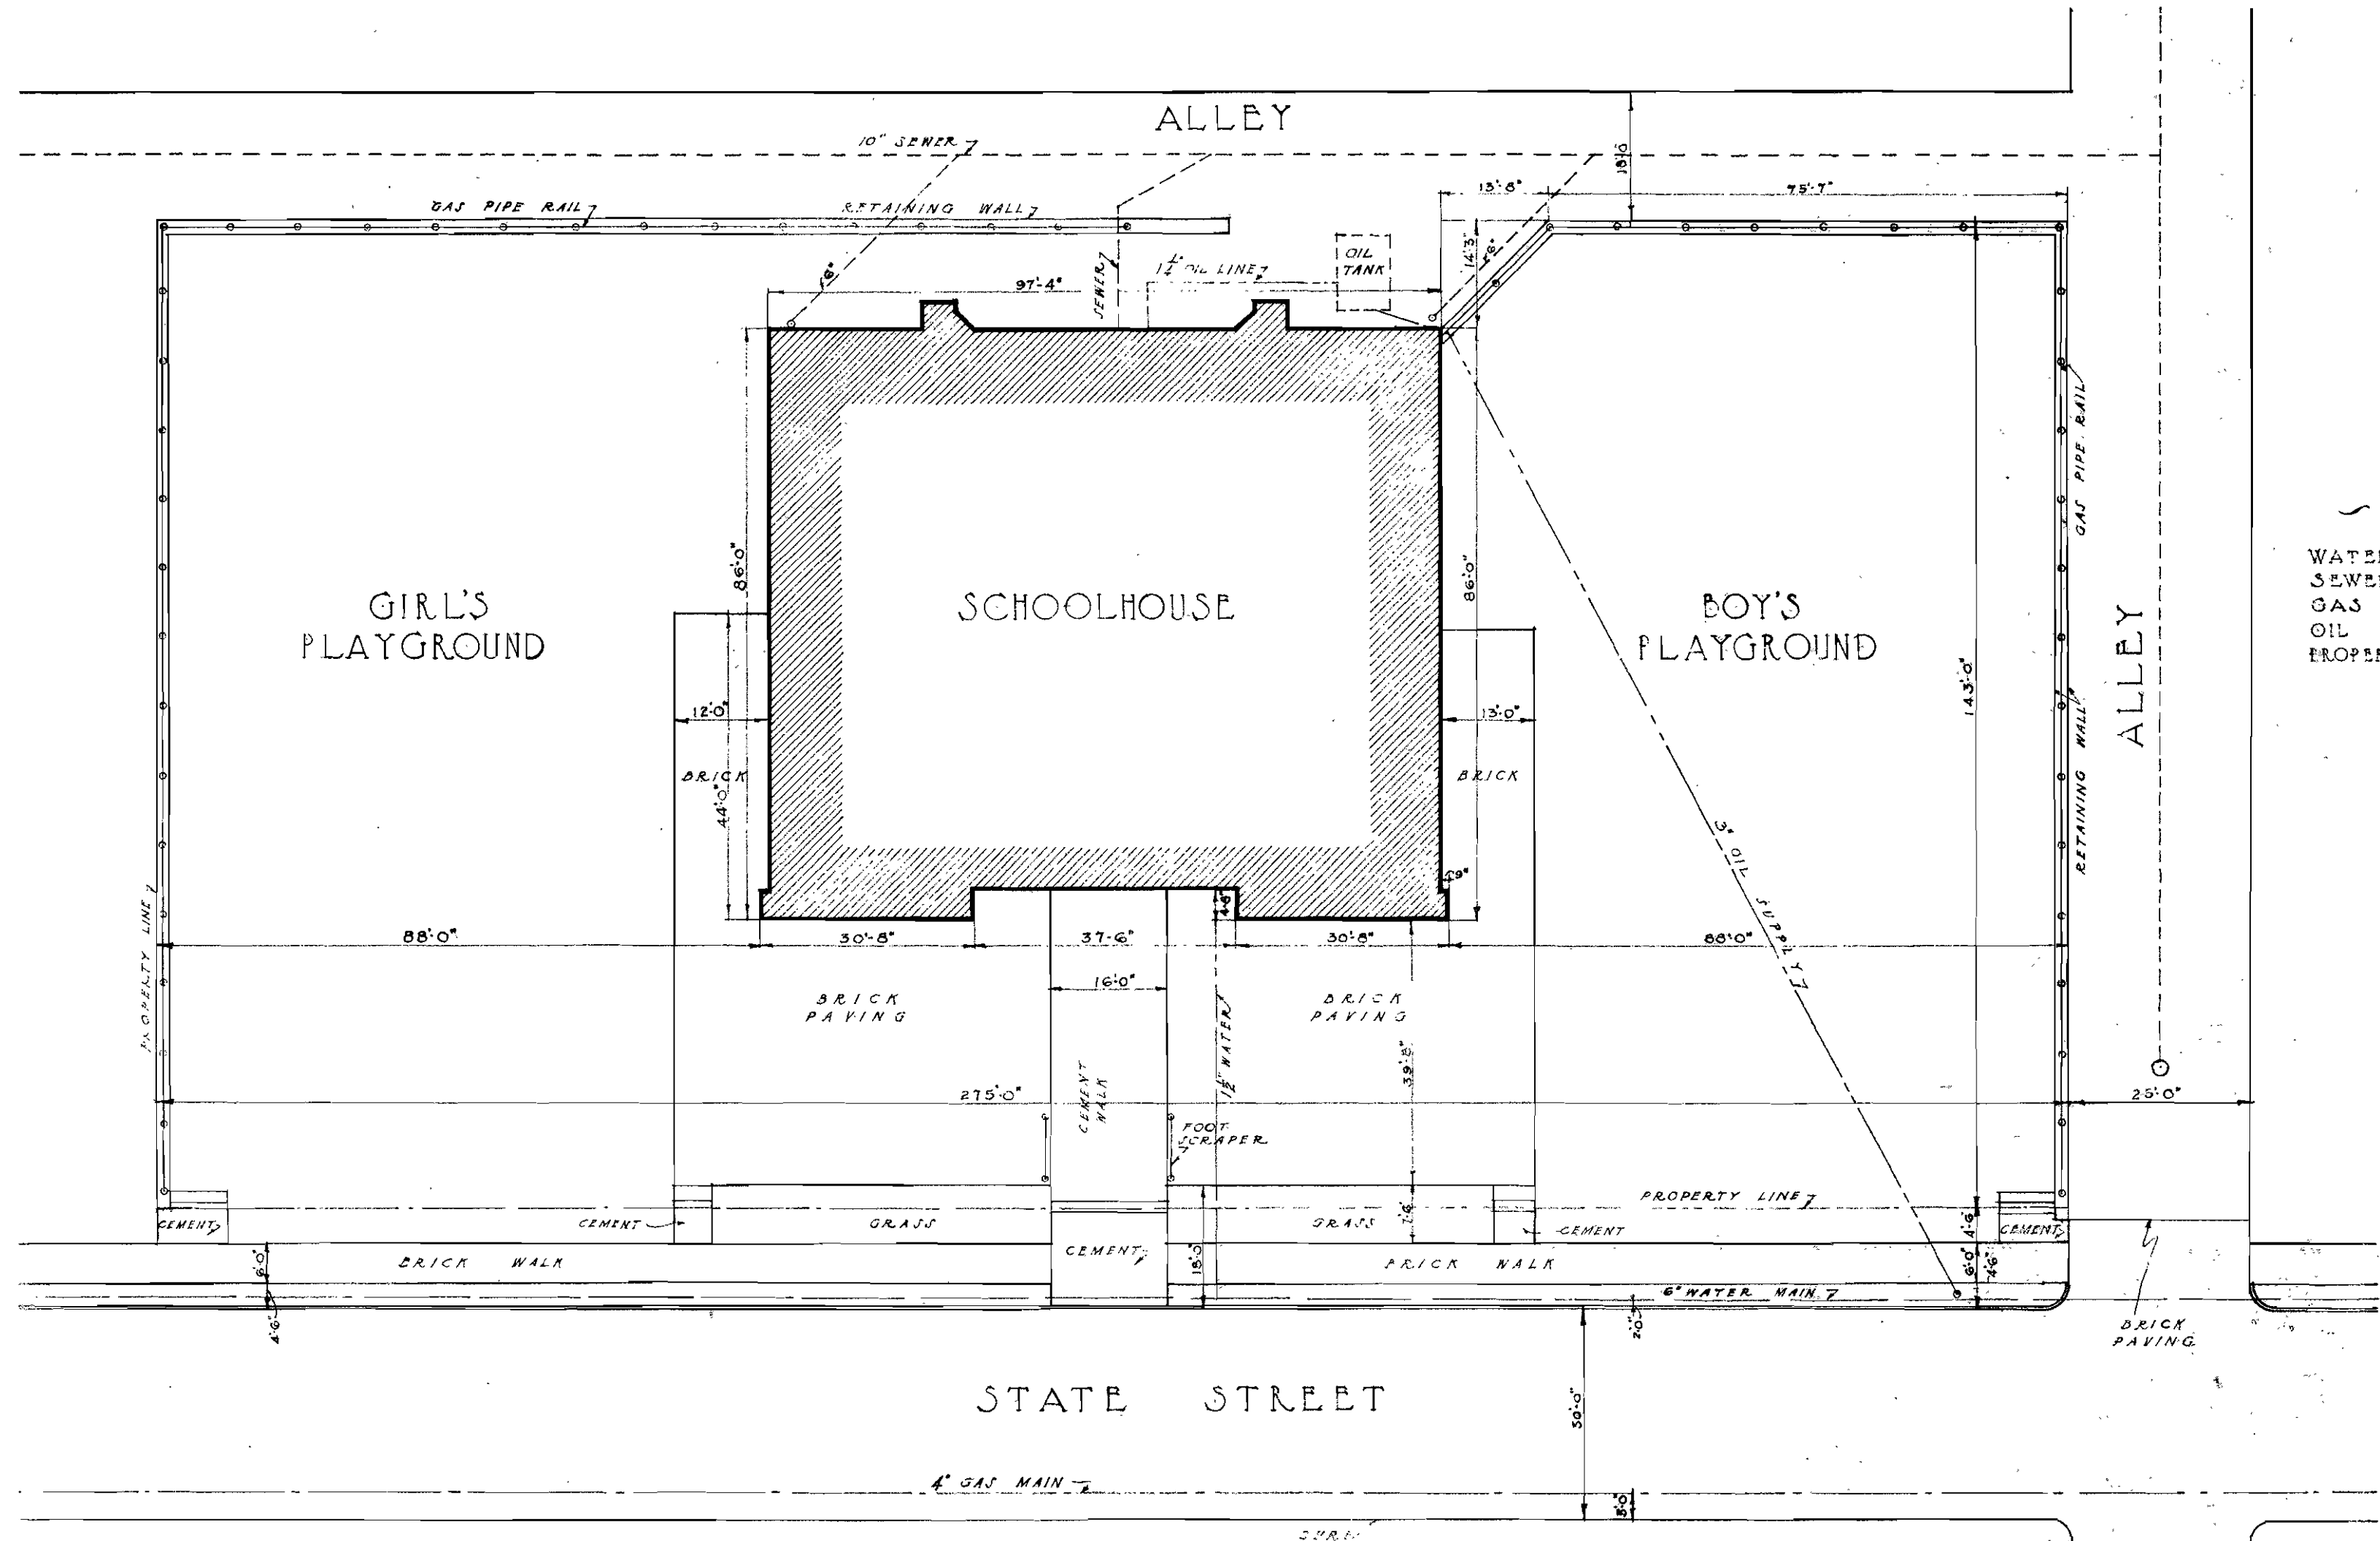 ALLEY
10" SEWER
18'-0
13'-8"
75'-7"
GAS PIPE RAIL
RETAINING WALL
14'-3"
6"
6"
OIL
TANK
1¼" OIL LINE
SEWER
97'-4"
GAS PIPE RAIL
86'-0"
86'-0"
WATE
SEWE
GAS
OIL
PROPE
GIRL'S
PLAYGROUND
SCHOOLHOUSE
BOY'S
PLAYGROUND
ALLEY
143'-0"
12'-0"
13'-0"
BRICK
BRICK
44'-0"
RETAINING WALL
3" OIL SUPPLY
9"
4'-8"
PROPERTY LINE
88'-0"
30'-8"
37'-6"
30'-8"
88'-0"
16'-0"
BRICK
PAVING
BRICK
PAVING
1½" WATER
39'-8"
CEMENT
WALK
275'-0"
25'-0"
FOOT
SCRAPER
PROPERTY LINE
CEMENT
CEMENT
GRASS
GRASS
7'-6"
CEMENT
4'-6"
CEMENT
BRICK WALK
6'-0"
CEMENT
18'-0"
BRICK WALK
6'-0"
4'-6"
6" WATER MAIN
4'-6"
2'-0"
BRICK
PAVING
STATE STREET
30'-0"
4" GAS MAIN
CURB